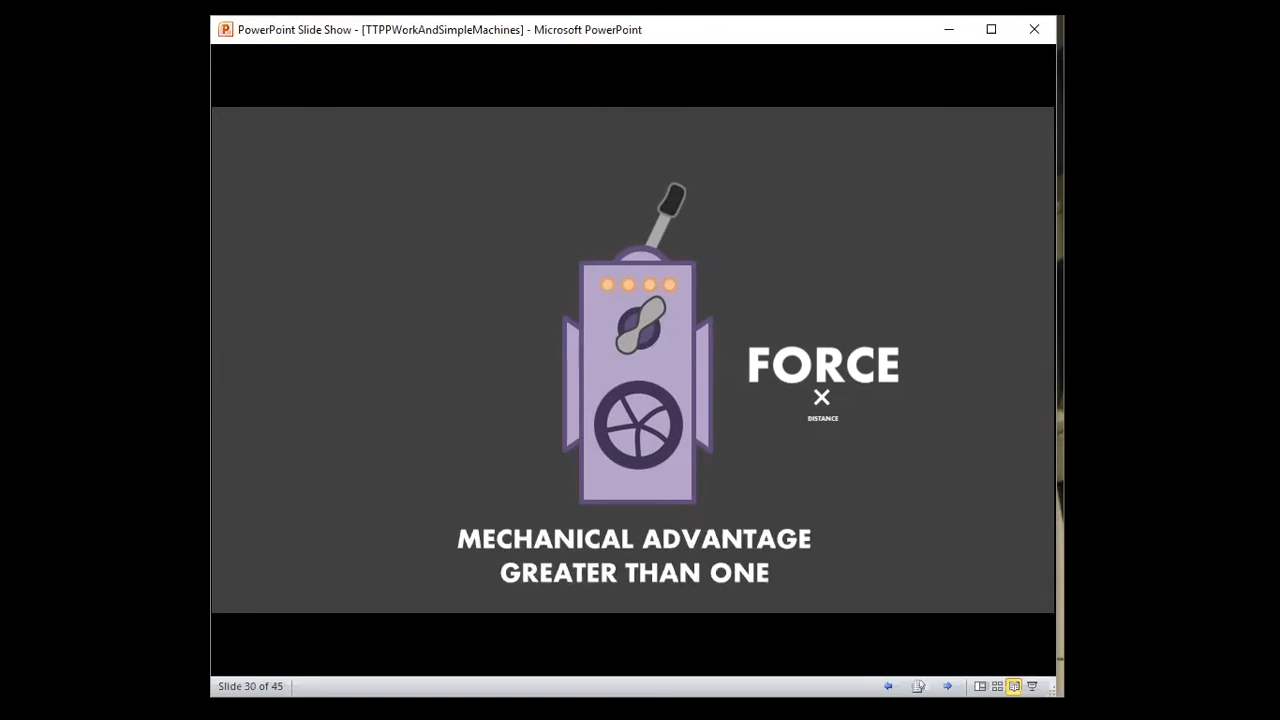 PowerPoint Slide Show - [TTPPWorkAndSimpleMachines] - Microsoft PowerPoint
FORCE
×
DISTANCE
MECHANICAL ADVANTAGE
GREATER THAN ONE
Slide 30 of 45